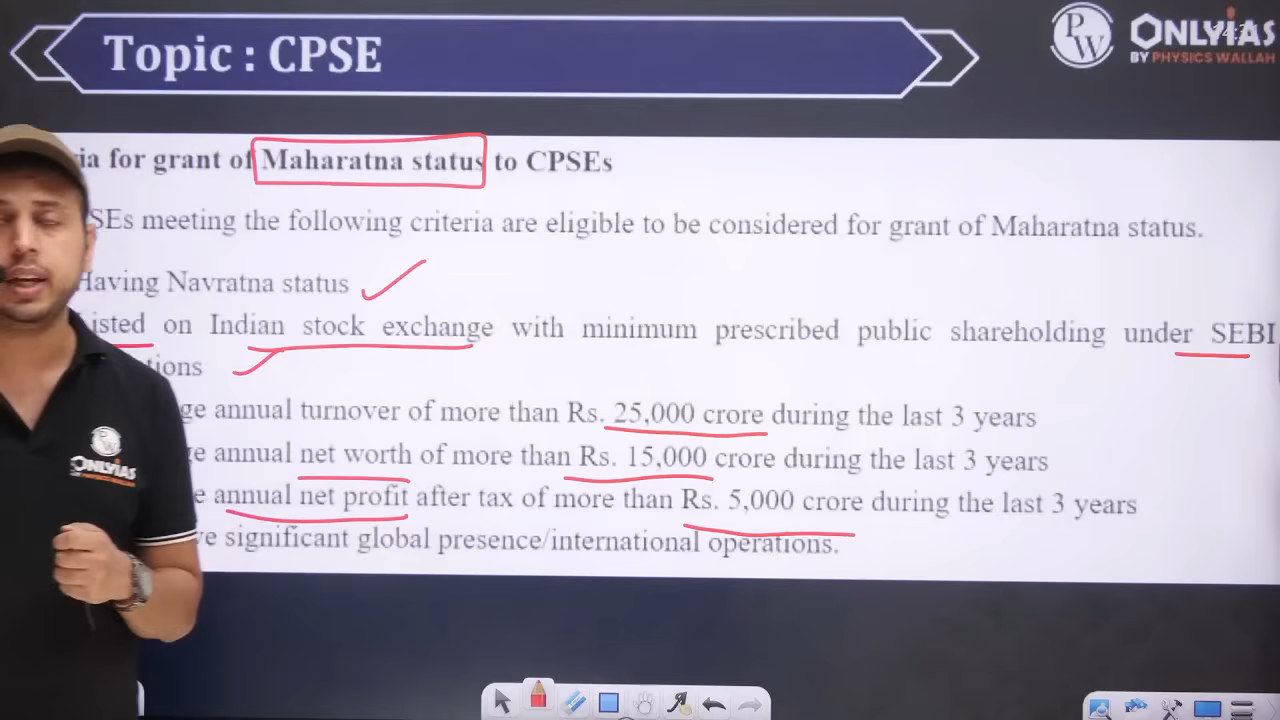 Topic : CPSE
PW
ONLYIAS
BY PHYSICS WALLAH
ia for grant of Maharatna status to CPSEs
SEs meeting the following criteria are eligible to be considered for grant of Maharatna status.
Having Navratna status
Listed on Indian stock exchange with minimum prescribed public shareholding under SEBI
tions
ge annual turnover of more than Rs. 25,000 crore during the last 3 years
ge annual net worth of more than Rs. 15,000 crore during the last 3 years
e annual net profit after tax of more than Rs. 5,000 crore during the last 3 years
ve significant global presence/international operations.
ONLYIAS